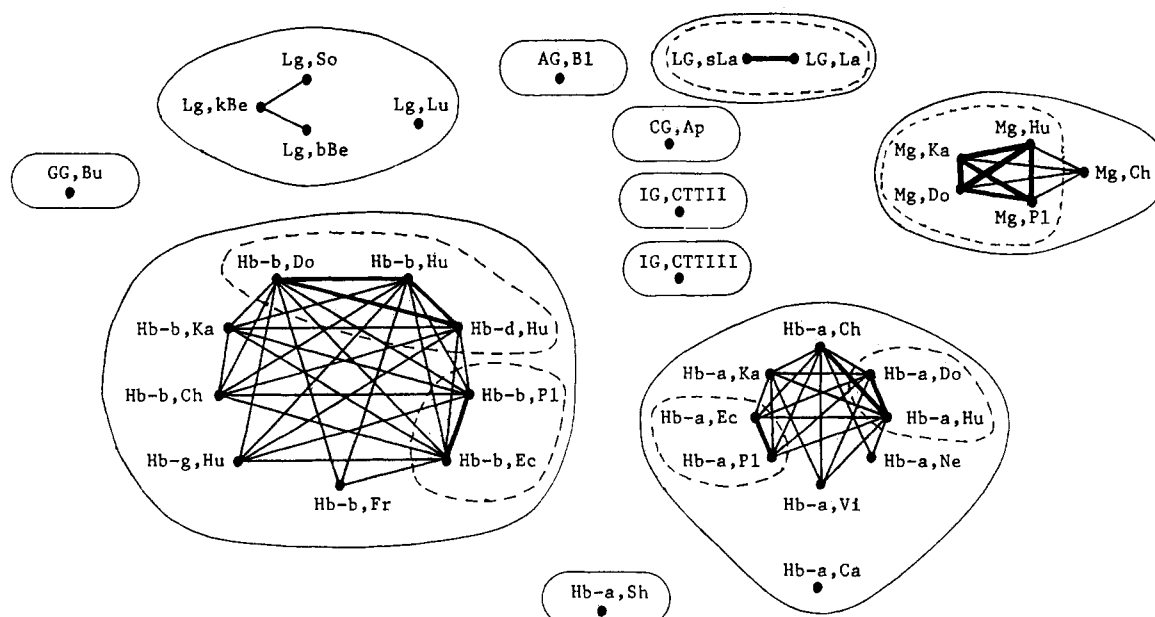 Lg,So
AG,Bl
LG,sLa
LG,La
Lg,kBe
Lg,Lu
CG,Ap
Mg,Hu
Lg,bBe
Mg,Ka
GG,Bu
Mg,Ch
IG,CTTII
Mg,Do
Mg,Pl
Hb-b,Do
Hb-b,Hu
IG,CTTIII
Hb-b,Ka
Hb-d,Hu
Hb-a,Ch
Hb-a,Ka
Hb-a,Do
Hb-b,Ch
Hb-b,Pl
Hb-a,Ec
Hb-a,Hu
Hb-g,Hu
Hb-b,Ec
Hb-a,Pl
Hb-a,Ne
Hb-b,Fr
Hb-a,Vi
Hb-a,Ca
Hb-a,Sh